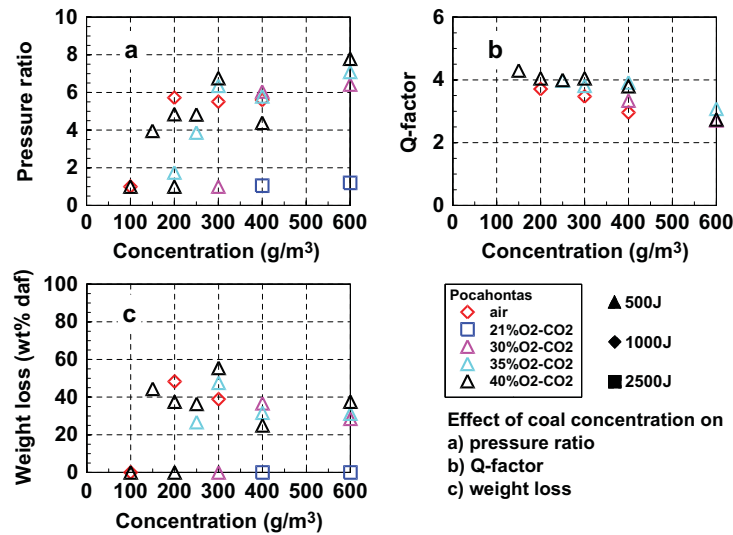 10
8
6
4
2
0
Pressure ratio
a
0 100 200 300 400 500 600
Concentration (g/m³)
6
4
2
0
Q-factor
b
0 100 200 300 400 500 600
Concentration (g/m³)
100
80
60
40
20
0
Weight loss (wt% daf)
c
0 100 200 300 400 500 600
Concentration (g/m³)
Pocahontas
air
21%O2-CO2
30%O2-CO2
35%O2-CO2
40%O2-CO2
500J
1000J
2500J
Effect of coal concentration on
a) pressure ratio
b) Q-factor
c) weight loss